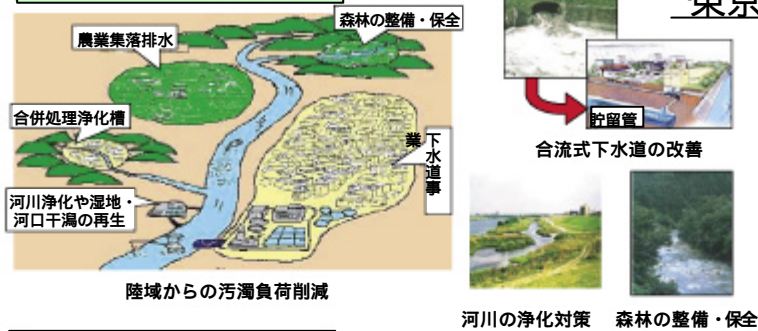 森林の整備・保全
東京
農業集落排水
合併処理浄化槽
下水道事
業
河川浄化や湿地・
河口干潟の再生
陸域からの汚濁負荷削減
貯留管
合流式下水道の改善
河川の浄化対策
森林の整備・保全